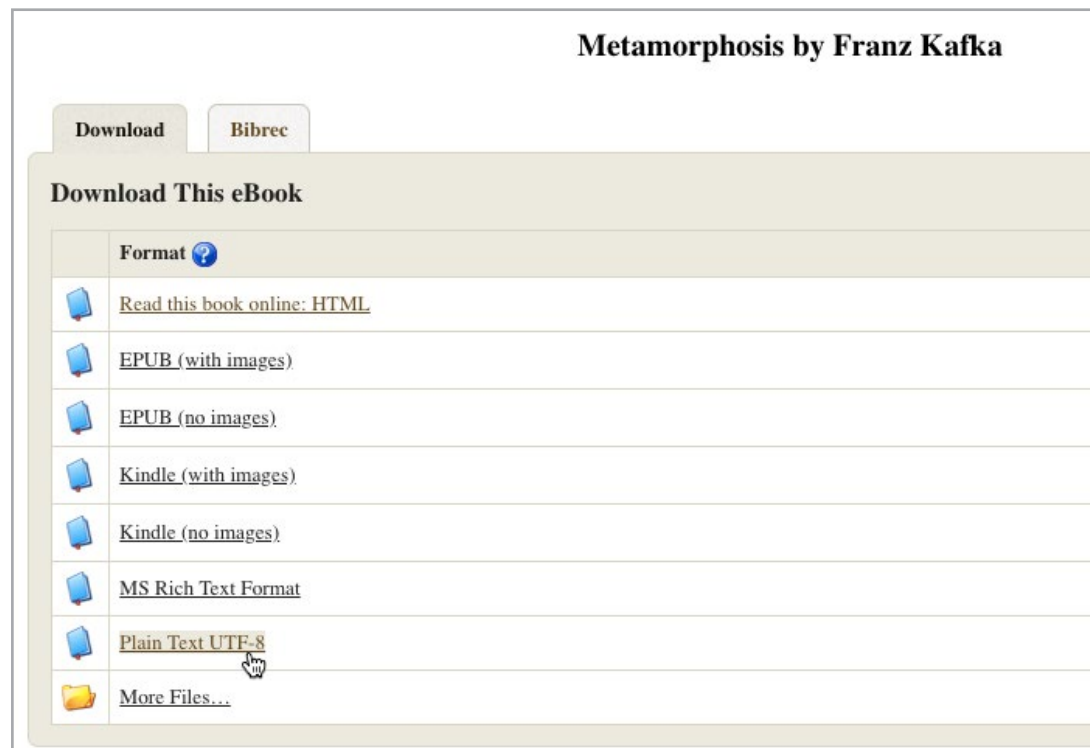 Metamorphosis by Franz Kafka
Download
Bibrec
Download This eBook
Format ?
Read this book online: HTML
EPUB (with images)
EPUB (no images)
Kindle (with images)
Kindle (no images)
MS Rich Text Format
Plain Text UTF-8
More Files…